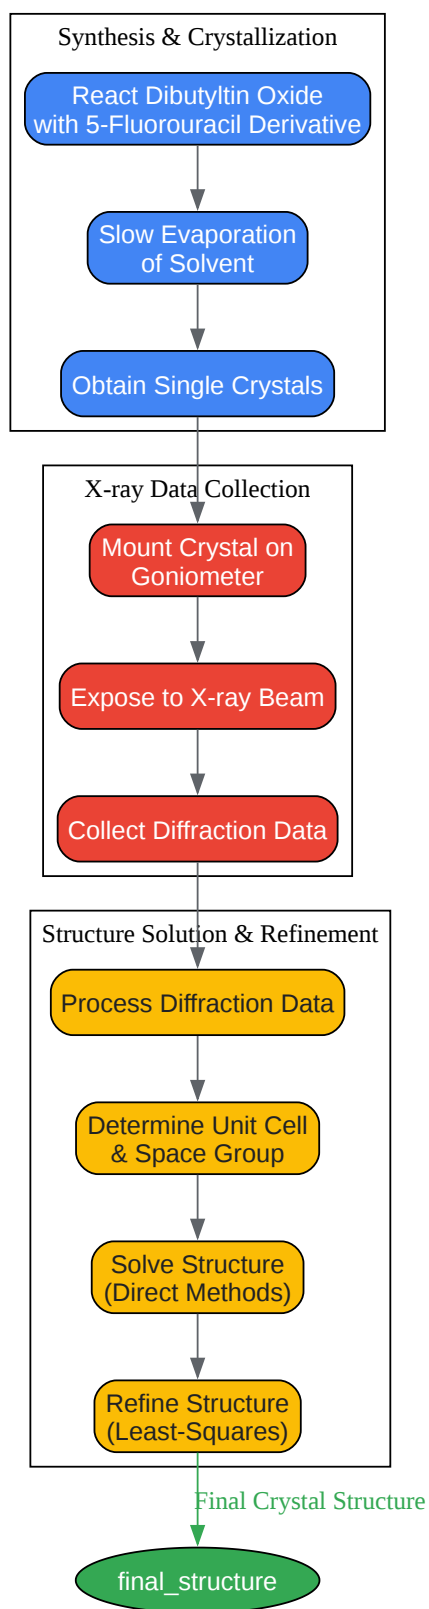 Synthesis & Crystallization
React Dibutyltin Oxide
with 5-Fluorouracil Derivative
Slow Evaporation
of Solvent
Obtain Single Crystals
X-ray Data Collection
Mount Crystal on
Goniometer
Expose to X-ray Beam
Collect Diffraction Data
Structure Solution & Refinement
Process Diffraction Data
Determine Unit Cell
& Space Group
Solve Structure
(Direct Methods)
Refine Structure
(Least-Squares)
Final Crystal Structure
final_structure